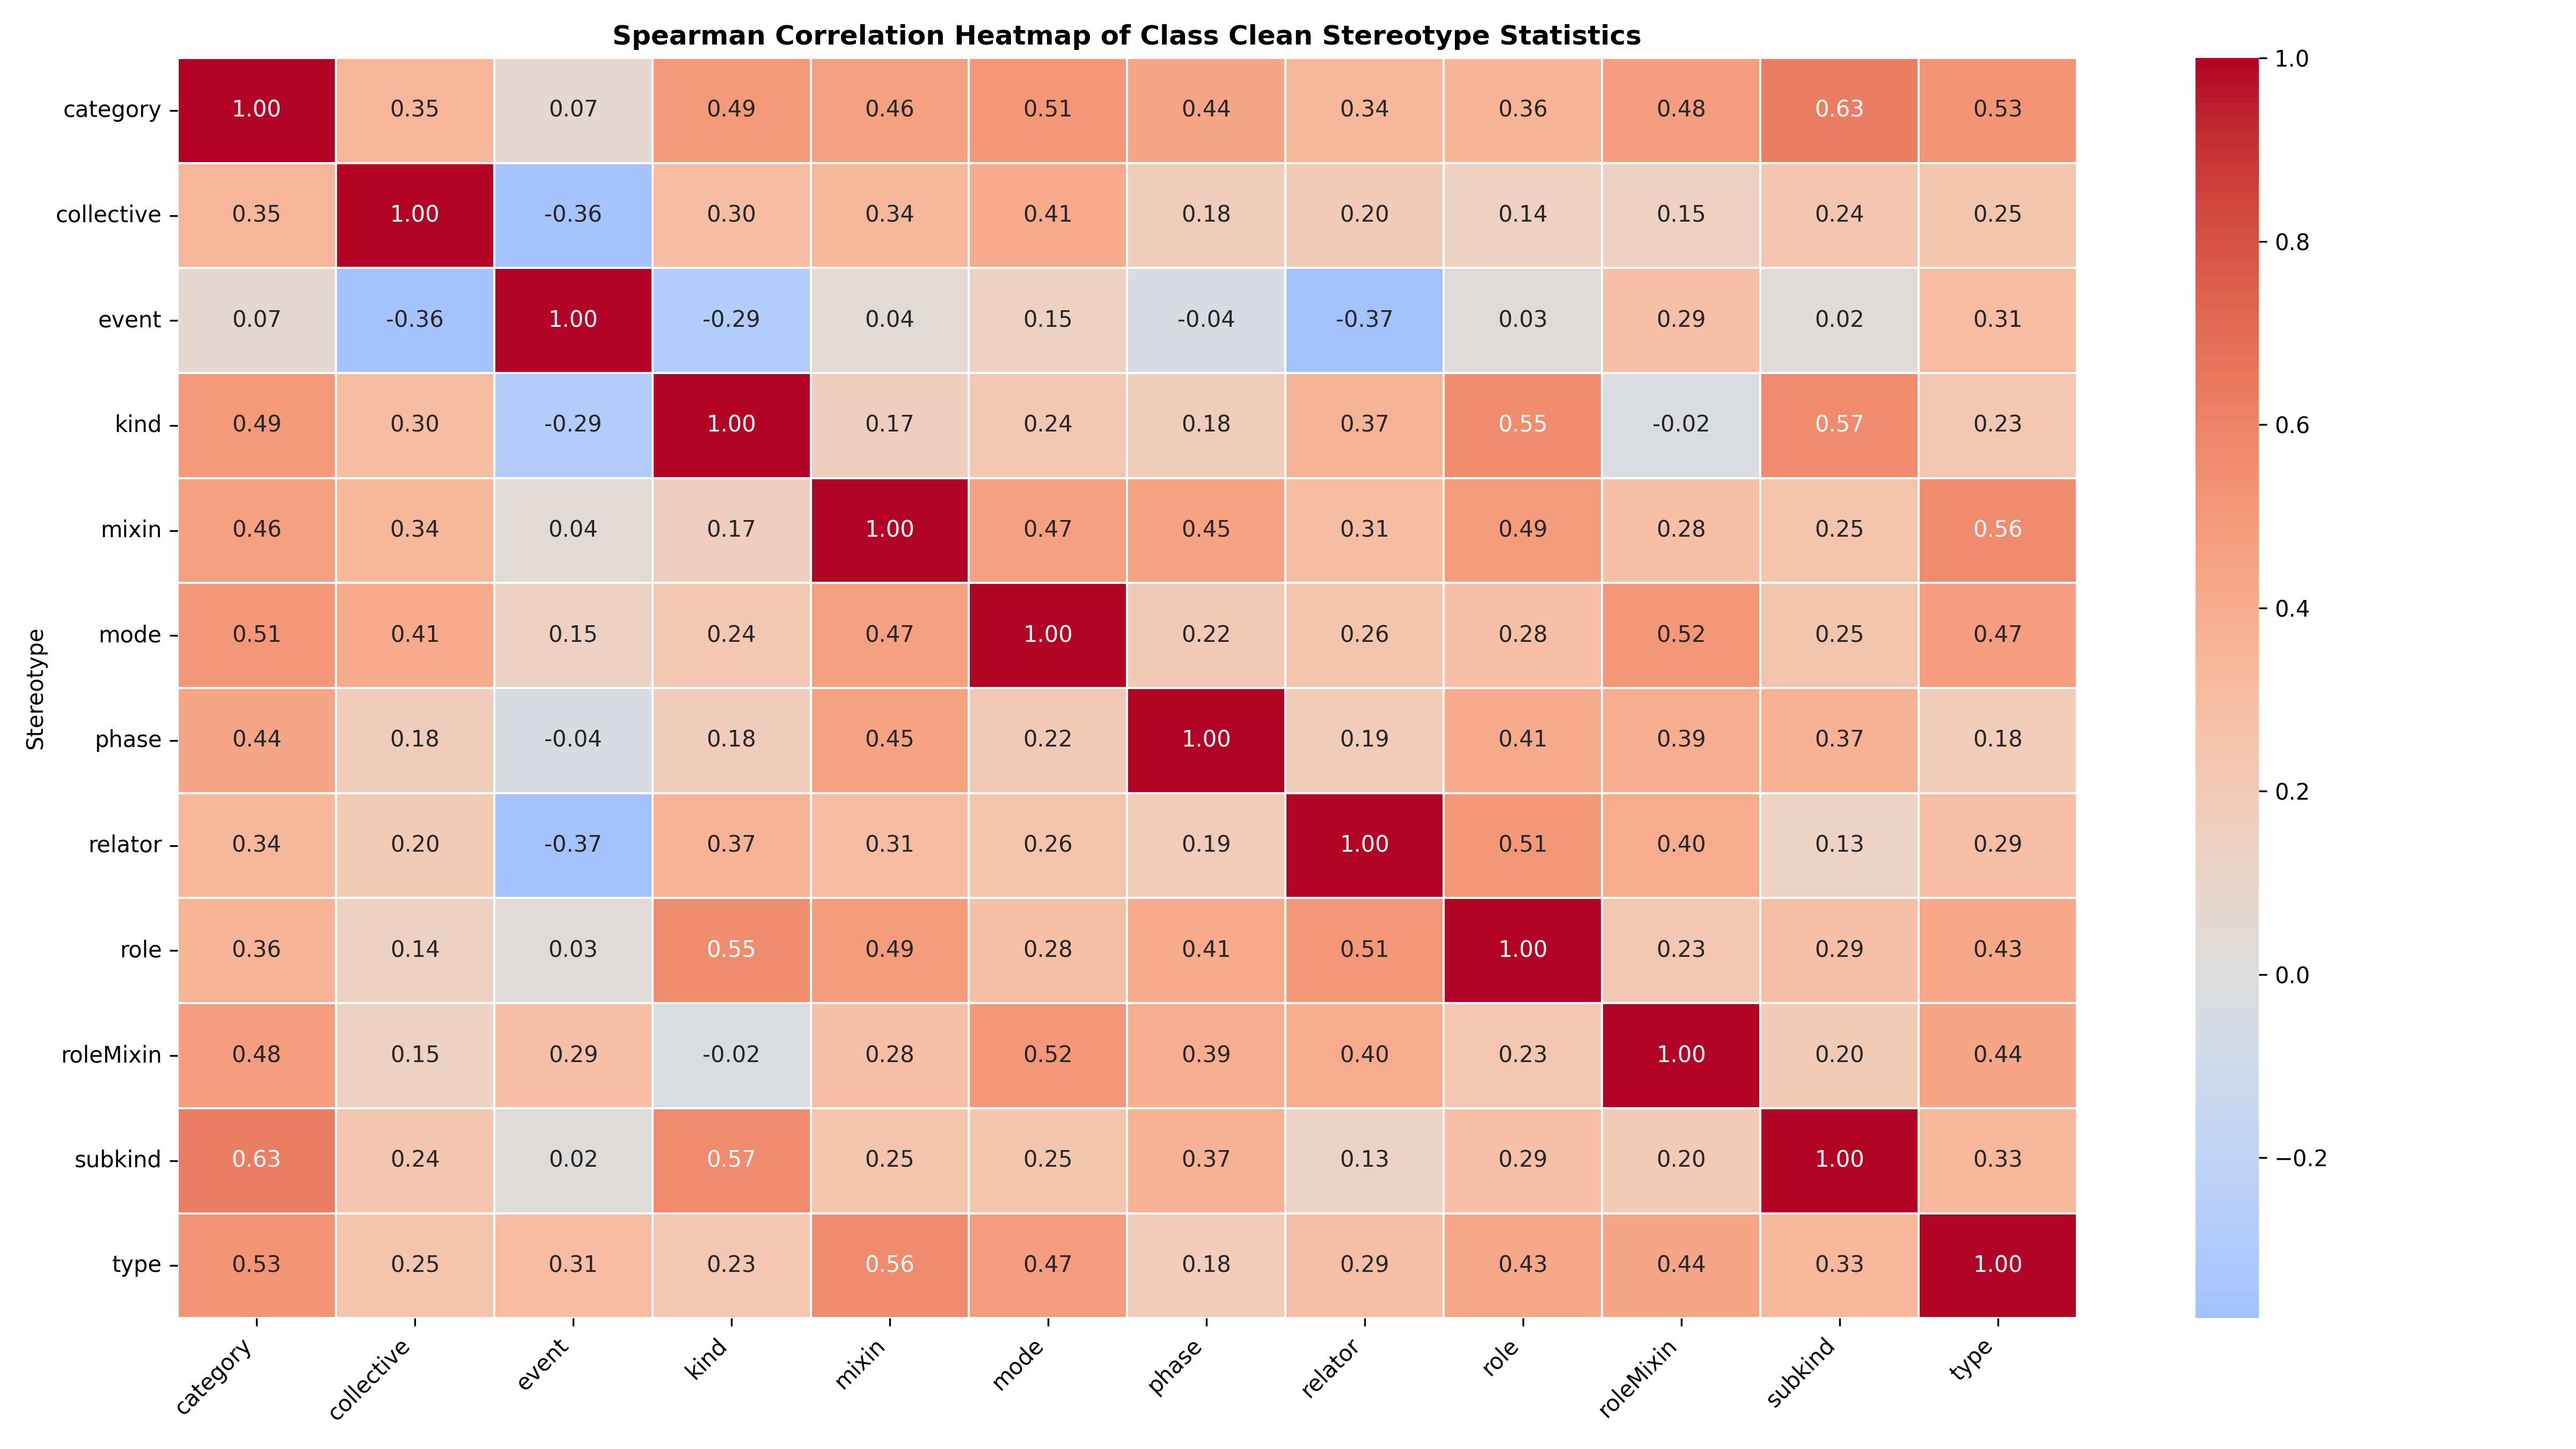 Spearman Correlation Heatmap of Class Clean Stereotype Statistics
category 1.00 0.35 0.07 0.49 0.46 0.51 0.44 0.34 0.36 0.48 0.63 0.53
collective 0.35 1.00 -0.36 0.30 0.34 0.41 0.18 0.20 0.14 0.15 0.24 0.25
event 0.07 -0.36 1.00 -0.29 0.04 0.15 -0.04 -0.37 0.03 0.29 0.02 0.31
kind 0.49 0.30 -0.29 1.00 0.17 0.24 0.18 0.37 0.55 -0.02 0.57 0.23
mixin 0.46 0.34 0.04 0.17 1.00 0.47 0.45 0.31 0.49 0.28 0.25 0.56
mode 0.51 0.41 0.15 0.24 0.47 1.00 0.22 0.26 0.28 0.52 0.25 0.47
phase 0.44 0.18 -0.04 0.18 0.45 0.22 1.00 0.19 0.41 0.39 0.37 0.18
relator 0.34 0.20 -0.37 0.37 0.31 0.26 0.19 1.00 0.51 0.40 0.13 0.29
role 0.36 0.14 0.03 0.55 0.49 0.28 0.41 0.51 1.00 0.23 0.29 0.43
roleMixin 0.48 0.15 0.29 -0.02 0.28 0.52 0.39 0.40 0.23 1.00 0.20 0.44
subkind 0.63 0.24 0.02 0.57 0.25 0.25 0.37 0.13 0.29 0.20 1.00 0.33
type 0.53 0.25 0.31 0.23 0.56 0.47 0.18 0.29 0.43 0.44 0.33 1.00
category collective event kind mixin mode phase relator role roleMixin subkind type
Stereotype
1.0
0.8
0.6
0.4
0.2
0.0
−0.2